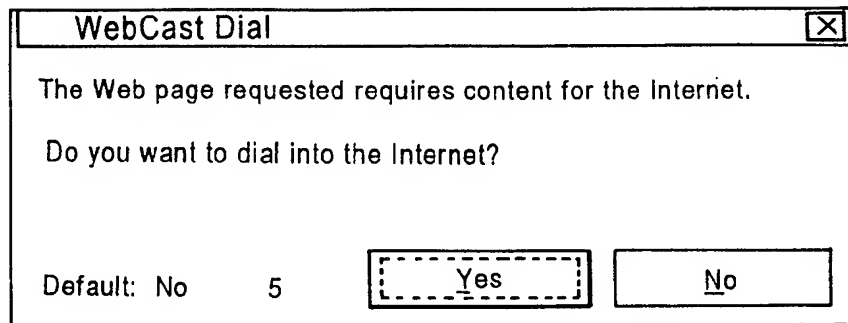 WebCast Dial
The Web page requested requires content for the Internet.
Do you want to dial into the Internet?
Default: No 5 Yes No